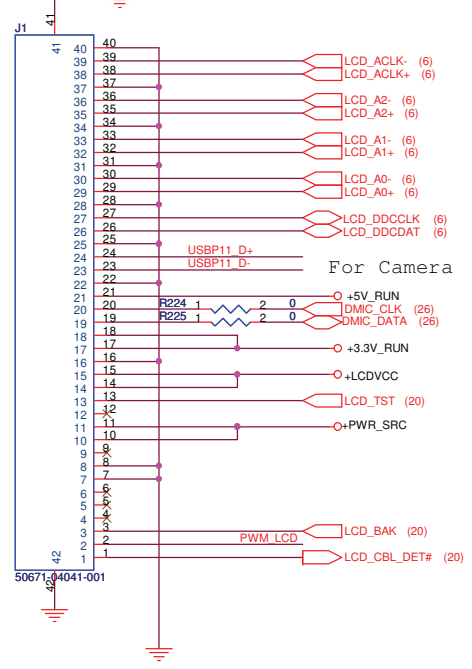 41
J1
41
40 40
39 39 LCD_ACLK- (6)
38 38 LCD_ACLK+ (6)
37 37
36 36 LCD_A2- (6)
35 35 LCD_A2+ (6)
34 34
33 33 LCD_A1- (6)
32 32 LCD_A1+ (6)
31 31
30 30 LCD_A0- (6)
29 29 LCD_A0+ (6)
28 28
27 27 LCD_DDCCLK (6)
26 26 LCD_DDCDAT (6)
25 25
24 24 USBP11_D+
23 23 USBP11_D-
For Camera
22 22
21 21 +5V_RUN
20 20 R224 1 2 0 DMIC_CLK (26)
19 19 R225 1 2 0 DMIC_DATA (26)
18 18
17 17 +3.3V_RUN
16 16
15 15 +LCDVCC
14 14
13 13 LCD_TST (20)
12 12
11 11 +PWR_SRC
10 10
9 9
8 8
7 7
6 6
5 5
4 4
3 3 LCD_BAK (20)
2 2 PWM_LCD
1 1 LCD_CBL_DET# (20)
42
50671-04041-001
42